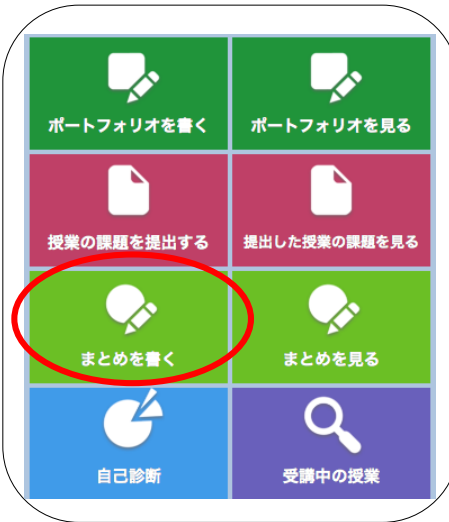 ポートフォリオを書く
ポートフォリオを見る
授業の課題を提出する
提出した授業の課題を見る
まとめを書く
まとめを見る
自己診断
受講中の授業